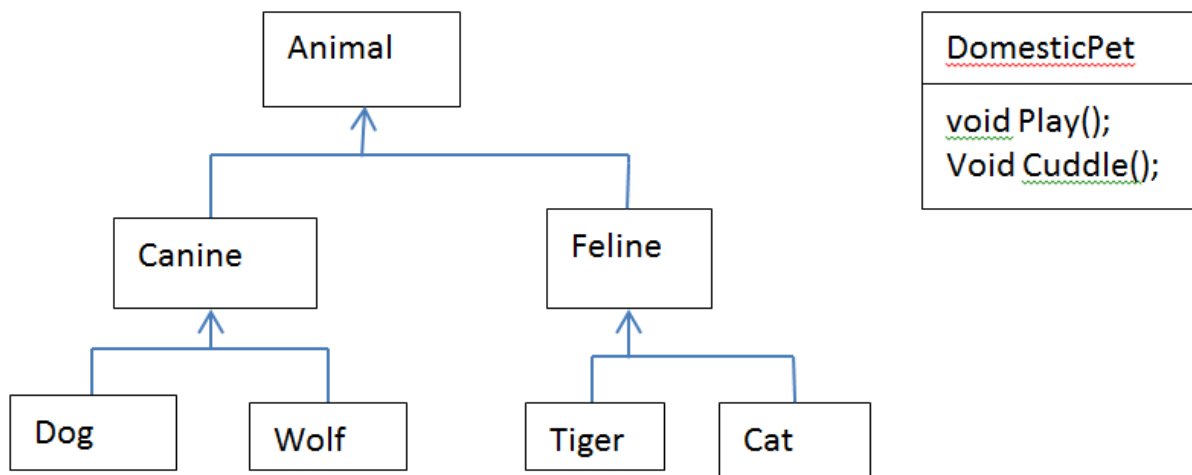 Animal
DomesticPet
void Play();
Void Cuddle();
Canine
Feline
Dog
Wolf
Tiger
Cat